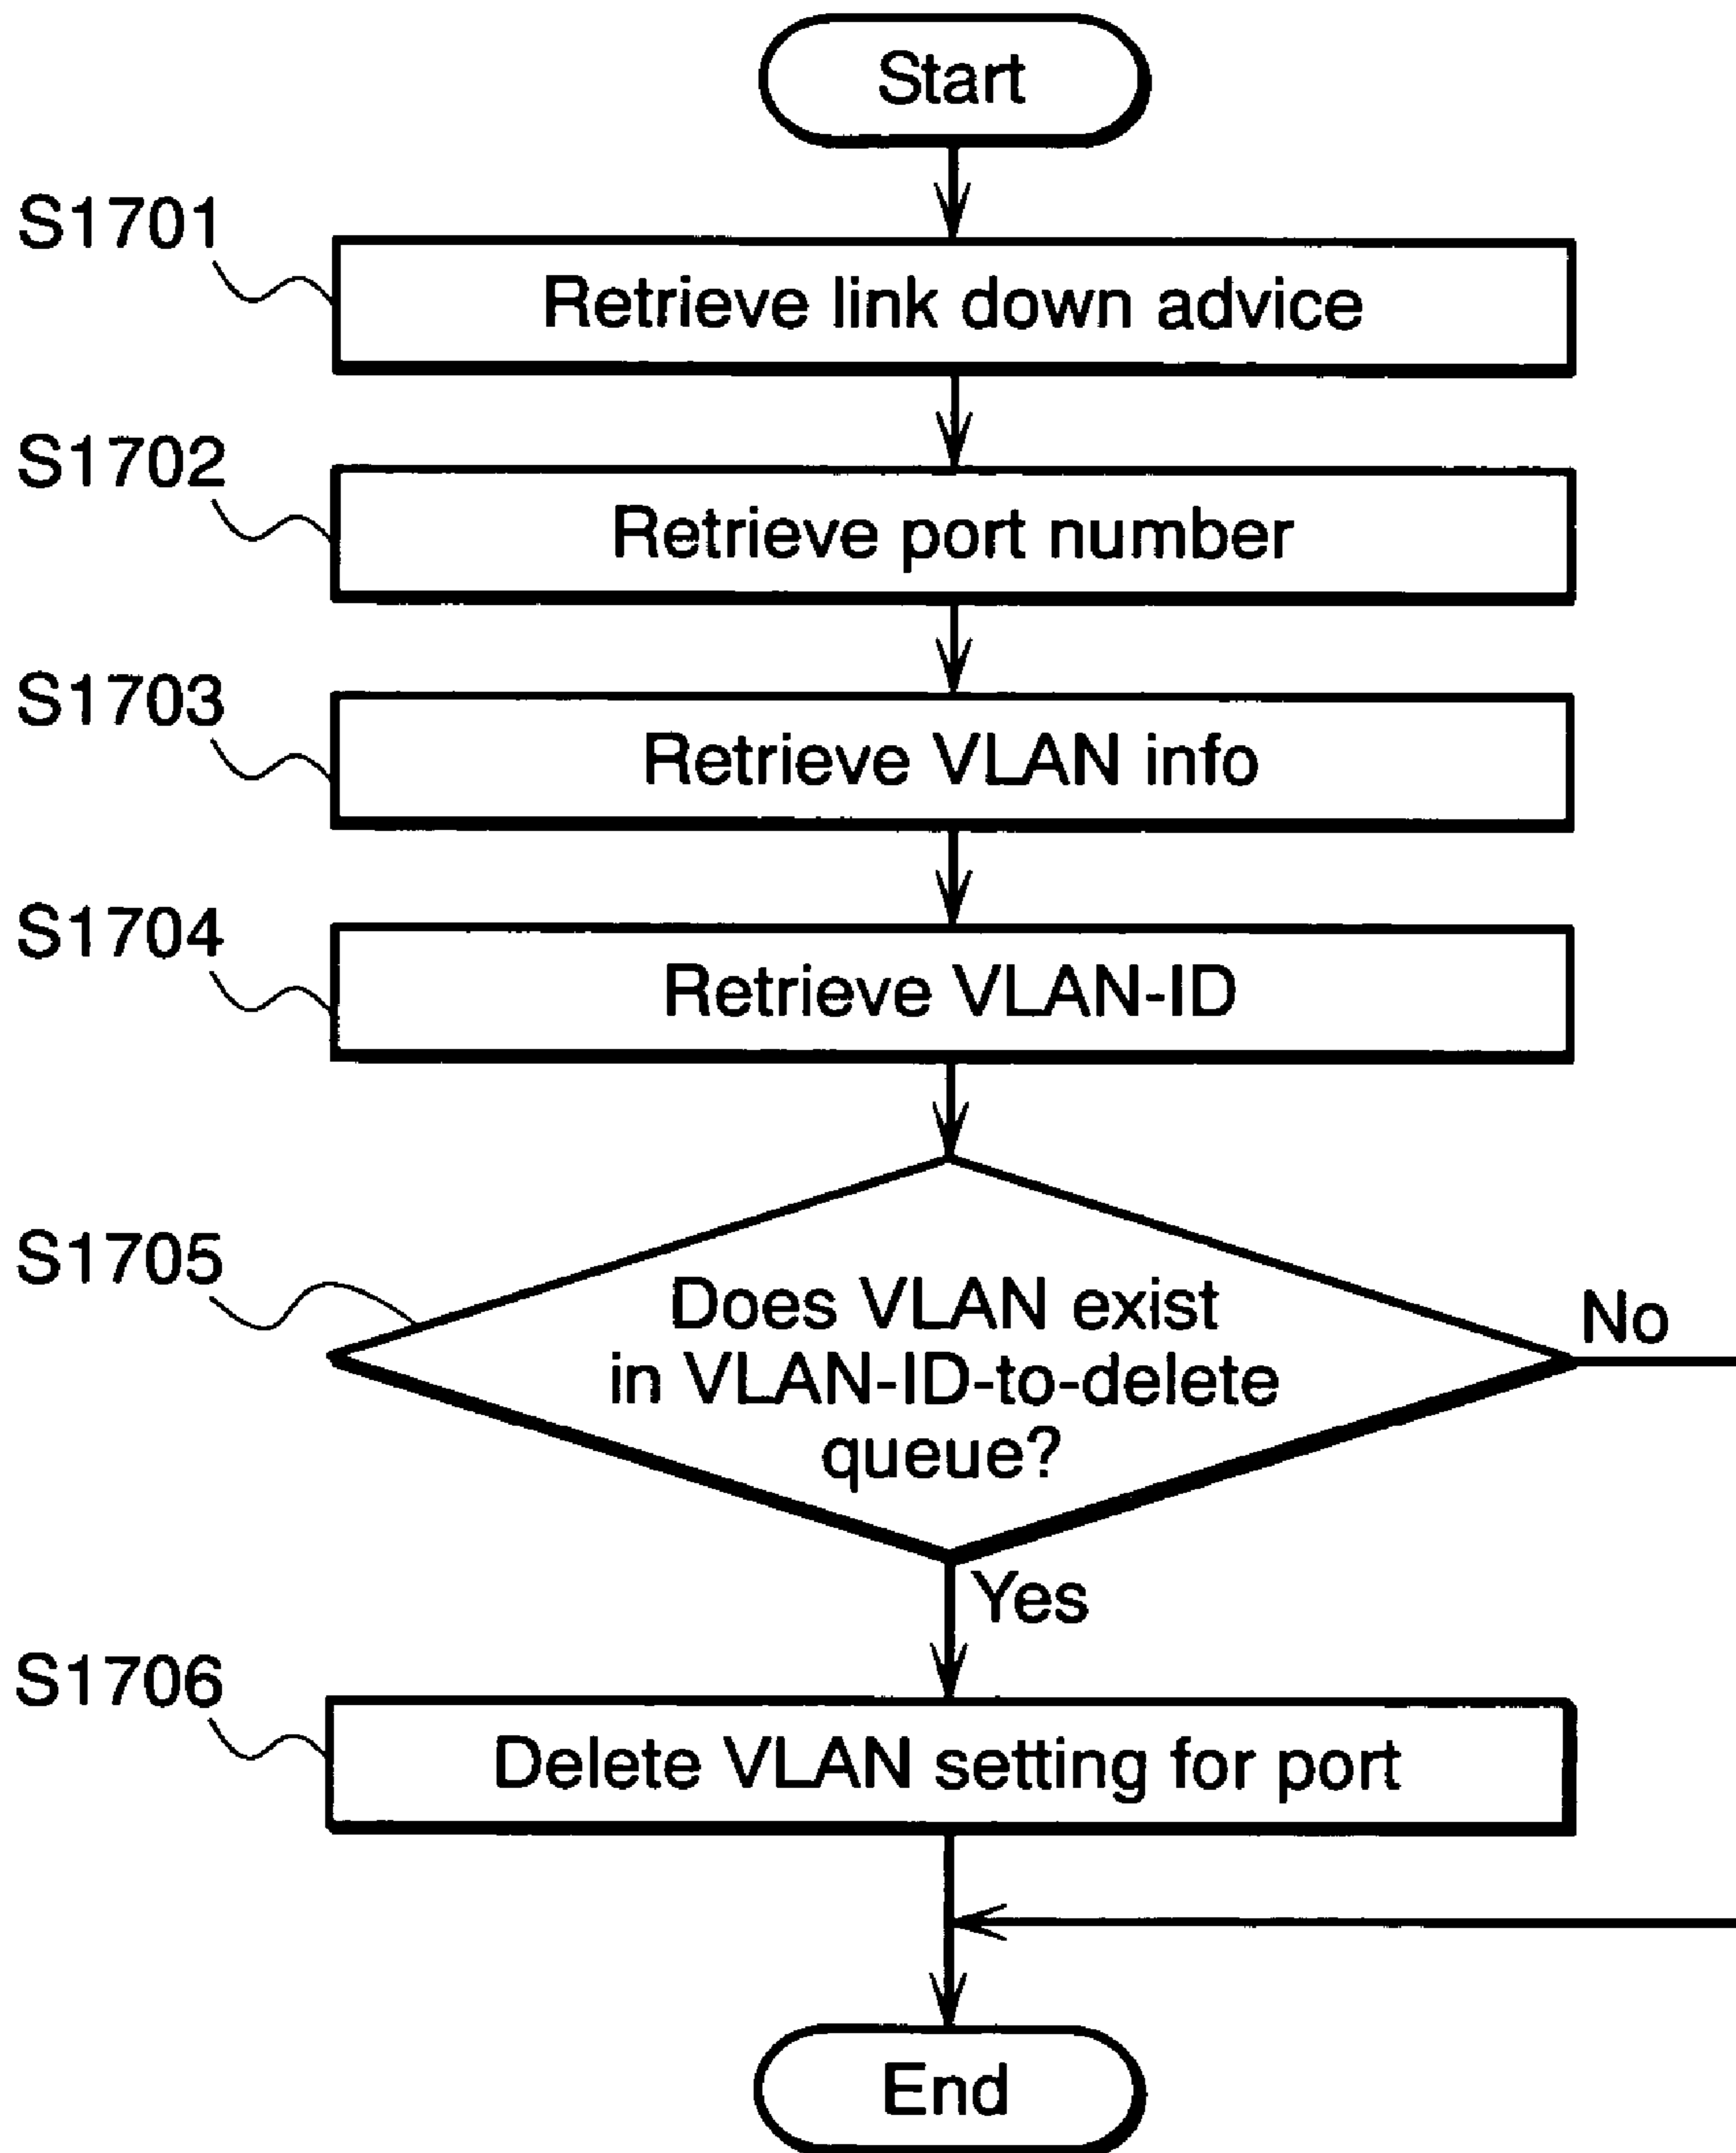 Start
S1701
Retrieve link down advice
S1702
Retrieve port number
S1703
Retrieve VLAN info
S1704
Retrieve VLAN-ID
S1705
Does VLAN exist
in VLAN-ID-to-delete
queue?
No
Yes
S1706
Delete VLAN setting for port
End